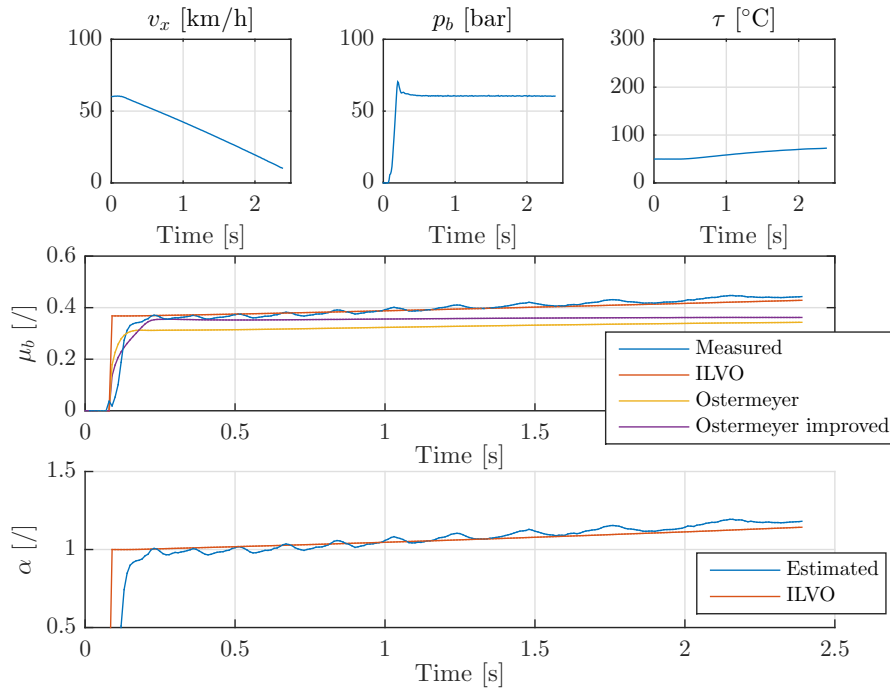 v_x [km/h]
p_b [bar]
τ [°C]
100
50
0
0 1 2
Time [s]
100
50
0
0 1 2
Time [s]
300
200
100
0
0 1 2
Time [s]
μ_b [/]
0.6
0.4
0.2
0
0 0.5 1 1.5
Time [s]
Measured
ILVO
Ostermeyer
Ostermeyer improved
α [/]
1.5
1
0.5
0 0.5 1 1.5 2 2.5
Time [s]
Estimated
ILVO